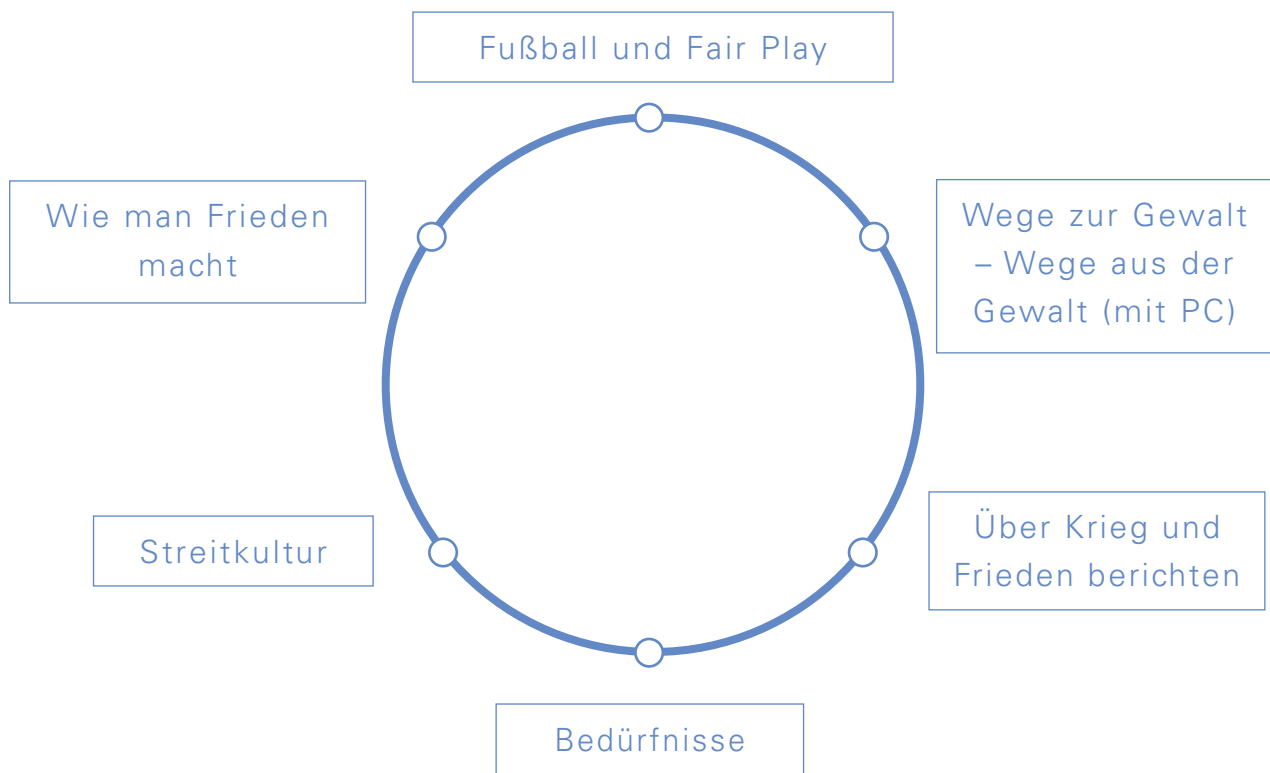 Fußball und Fair Play
Wie man Frieden
macht
Wege zur Gewalt
– Wege aus der
Gewalt (mit PC)
Streitkultur
Über Krieg und
Frieden berichten
Bedürfnisse